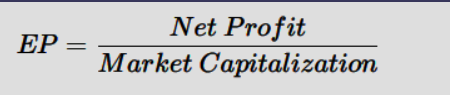 EP = Net Profit / Market Capitalization